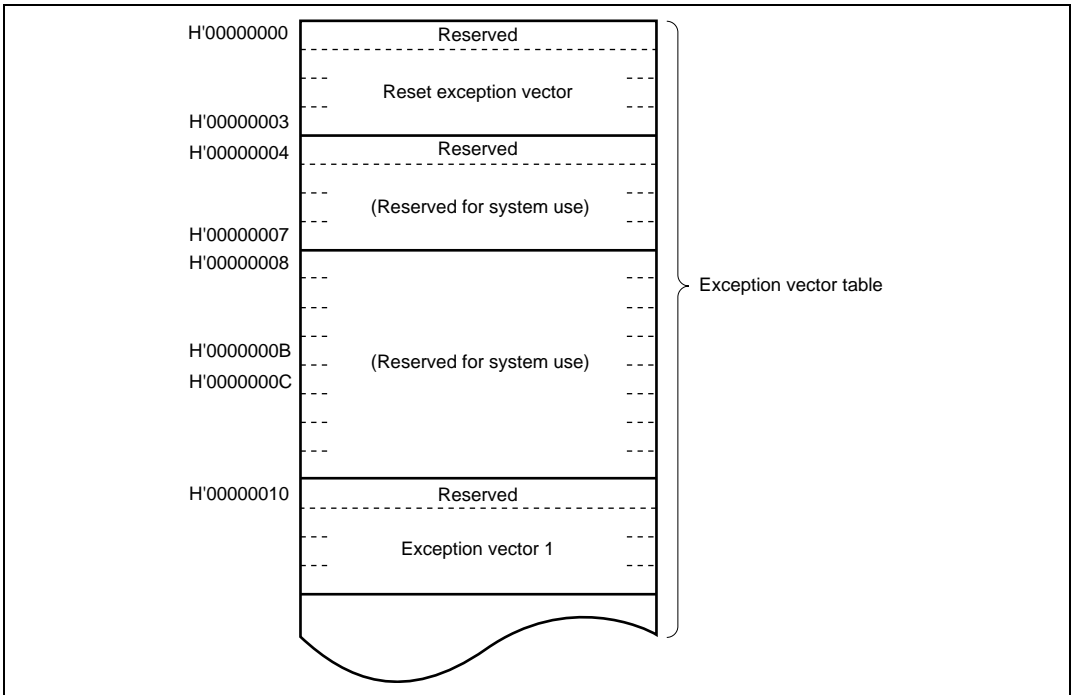 H'00000000
Reserved
Reset exception vector
H'00000003
H'00000004
Reserved
(Reserved for system use)
H'00000007
H'00000008
Exception vector table
H'0000000B
(Reserved for system use)
H'0000000C
H'00000010
Reserved
Exception vector 1